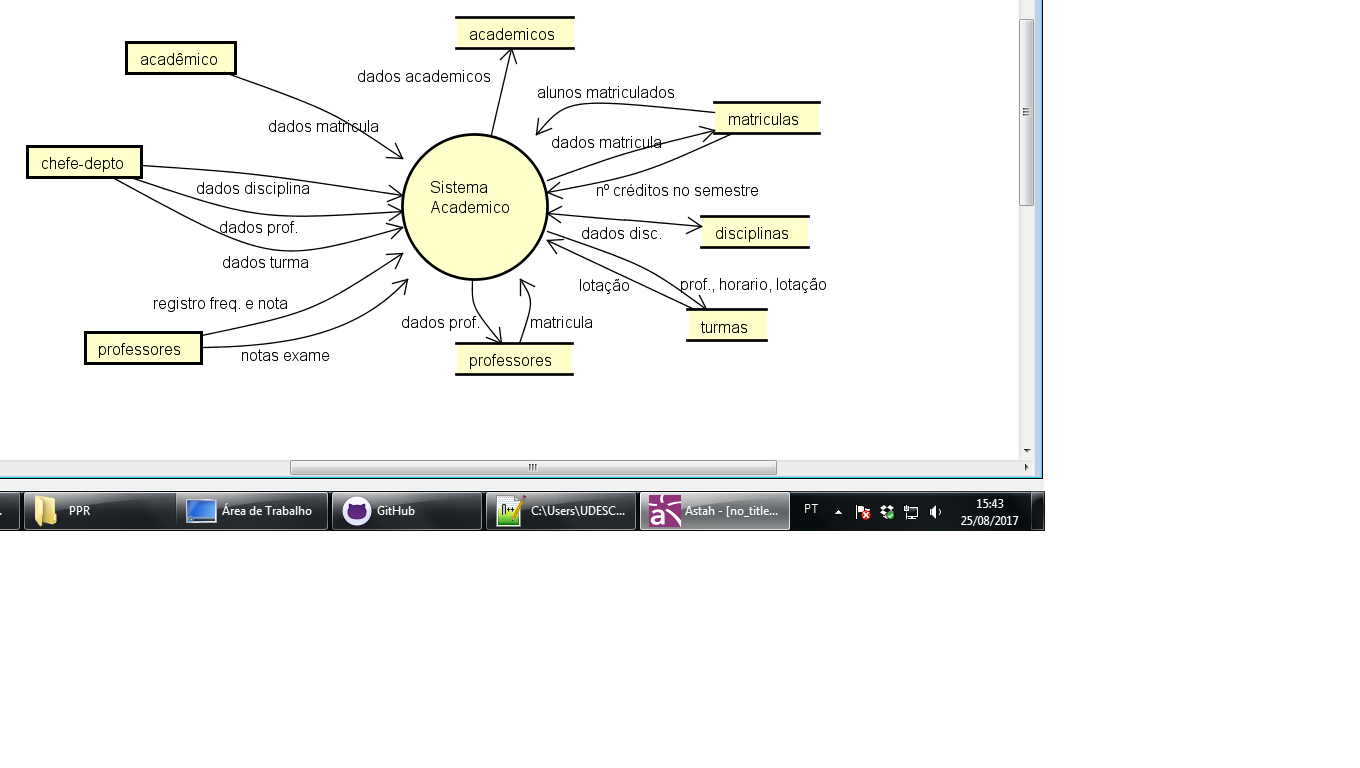 academicos
acadêmico
dados academicos
alunos matriculados
matriculas
dados matricula
dados matricula
chefe-depto
dados disciplina
Sistema
Academico
nº créditos no semestre
dados prof.
dados disc.
disciplinas
dados turma
lotação
prof., horario, lotação
registro freq. e nota
dados prof.
matricula
turmas
professores
notas exame
professores
PPR
Área de Trabalho
GitHub
C:\Users\UDESC...
Astah - [no_title...
PT
15:43
25/08/2017